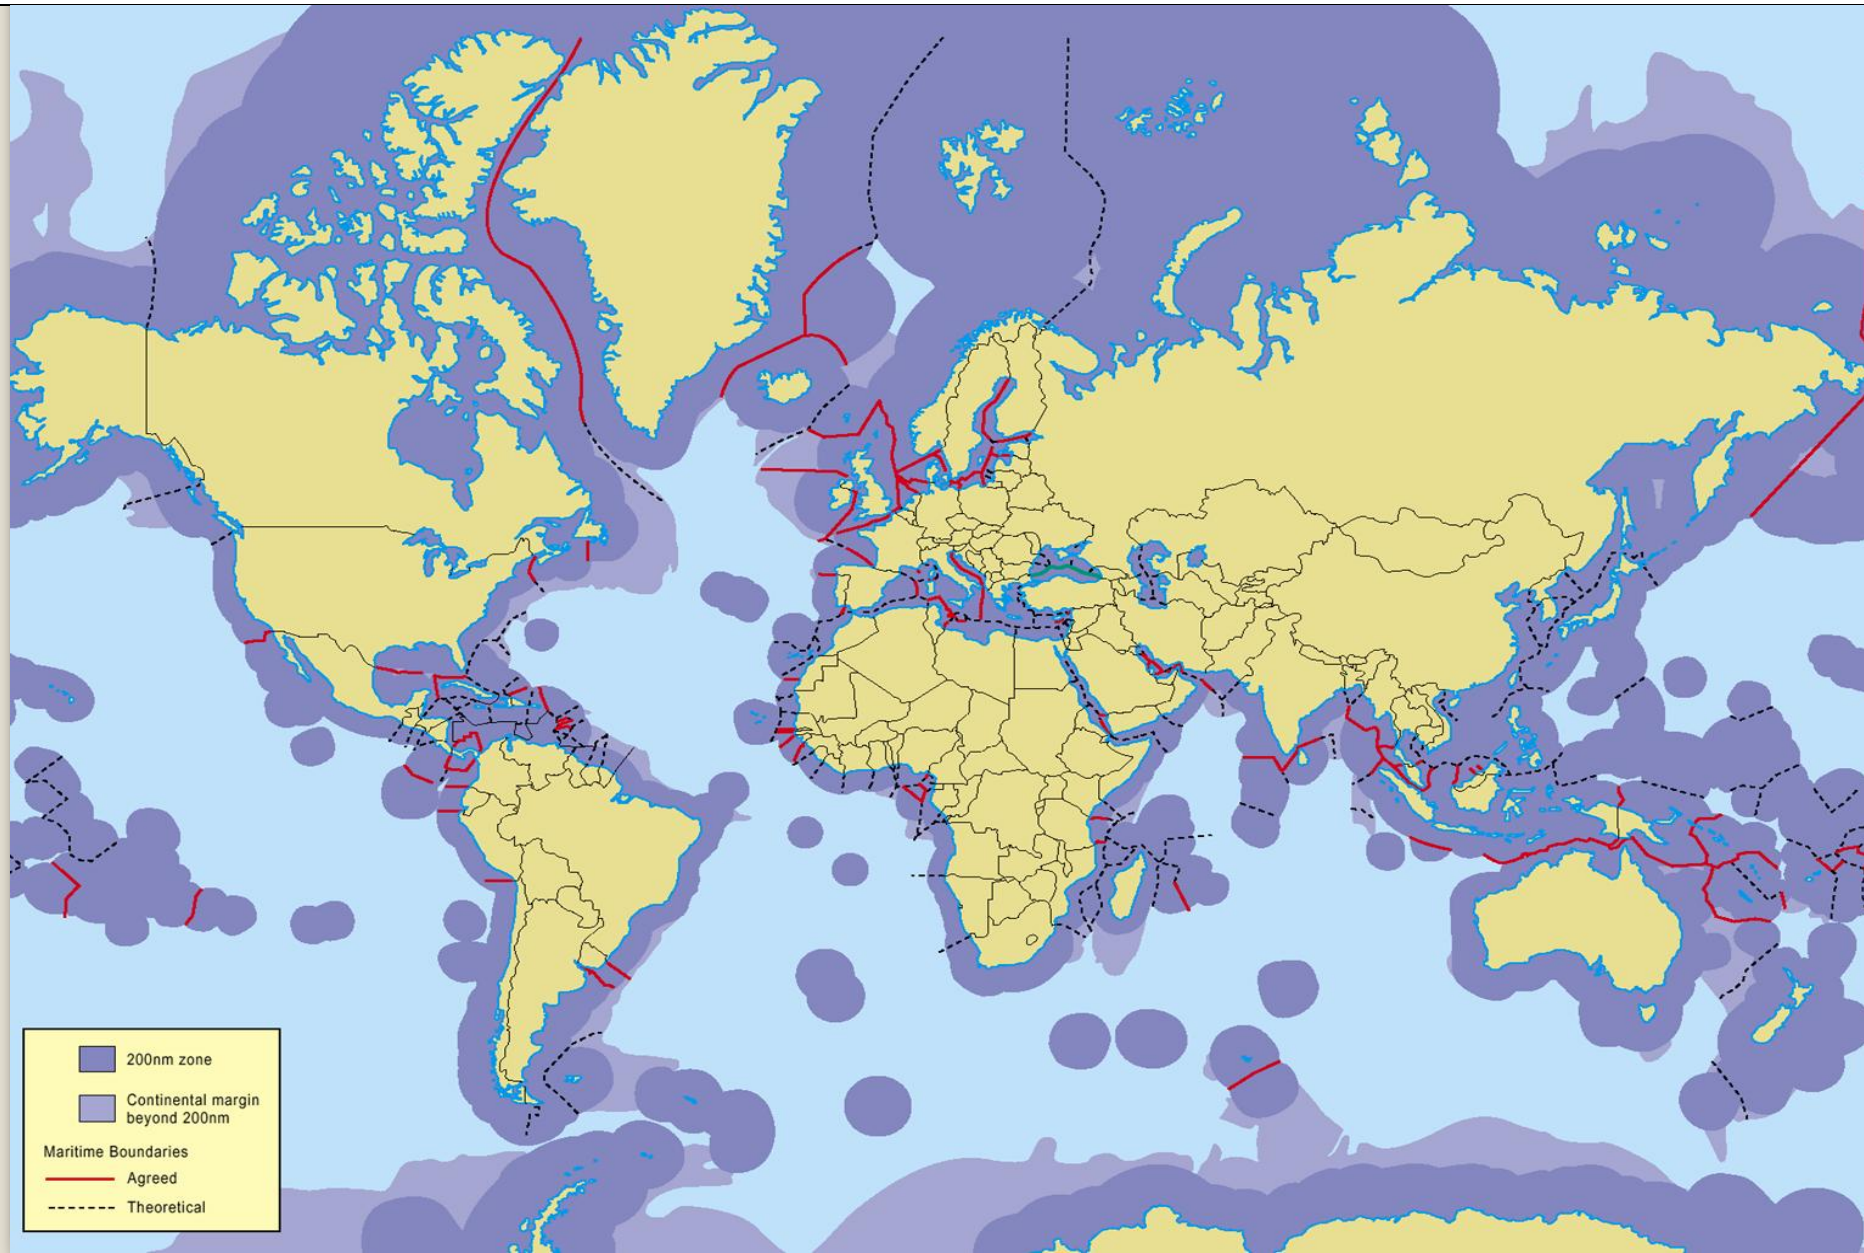 200nm zone
Continental margin
beyond 200nm
Maritime Boundaries
Agreed
Theoretical